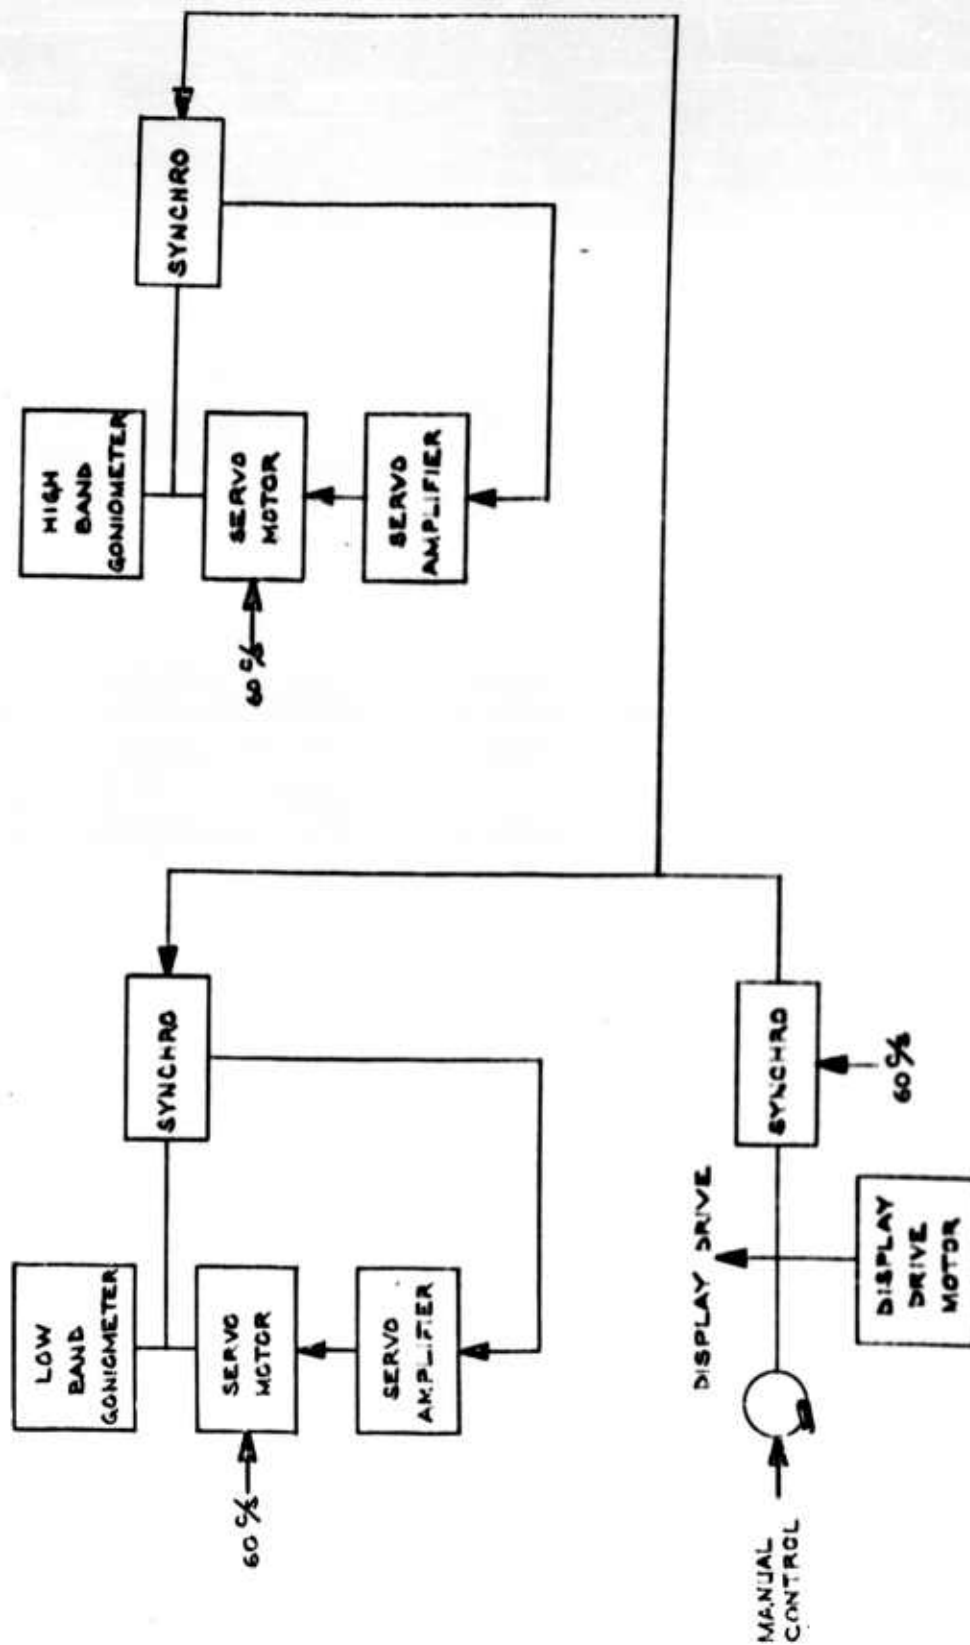 LOW
BAND
GONIOMETER
SERVO
MOTOR
60 C/S
SERVO
AMPLIFIER
SYNCHRO
HIGH
BAND
GONIOMETER
SERVO
MOTOR
60 C/S
SERVO
AMPLIFIER
SYNCHRO
MANUAL
CONTROL
DISPLAY DRIVE
DISPLAY
DRIVE
MOTOR
SYNCHRO
60 C/S